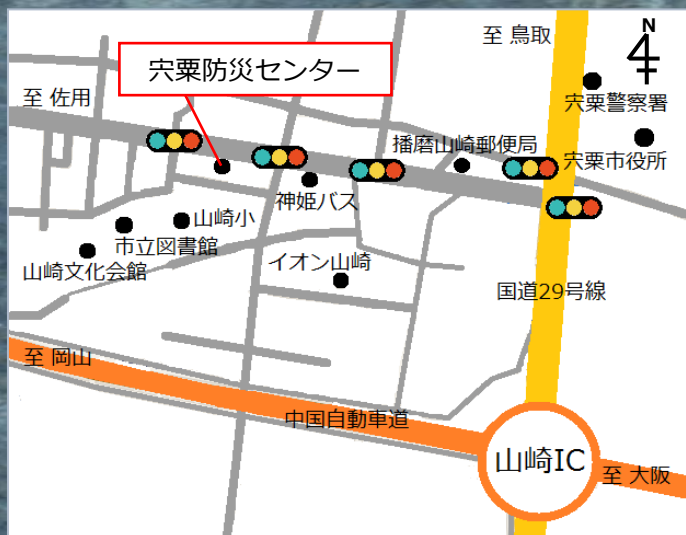 N
至 鳥取
宍粟防災センター
至 佐用
宍粟警察署
播磨山崎郵便局
宍粟市役所
神姫バス
山崎小
市立図書館
山崎文化会館
イオン山崎
国道29号線
至 岡山
中国自動車道
山崎IC
至 大阪